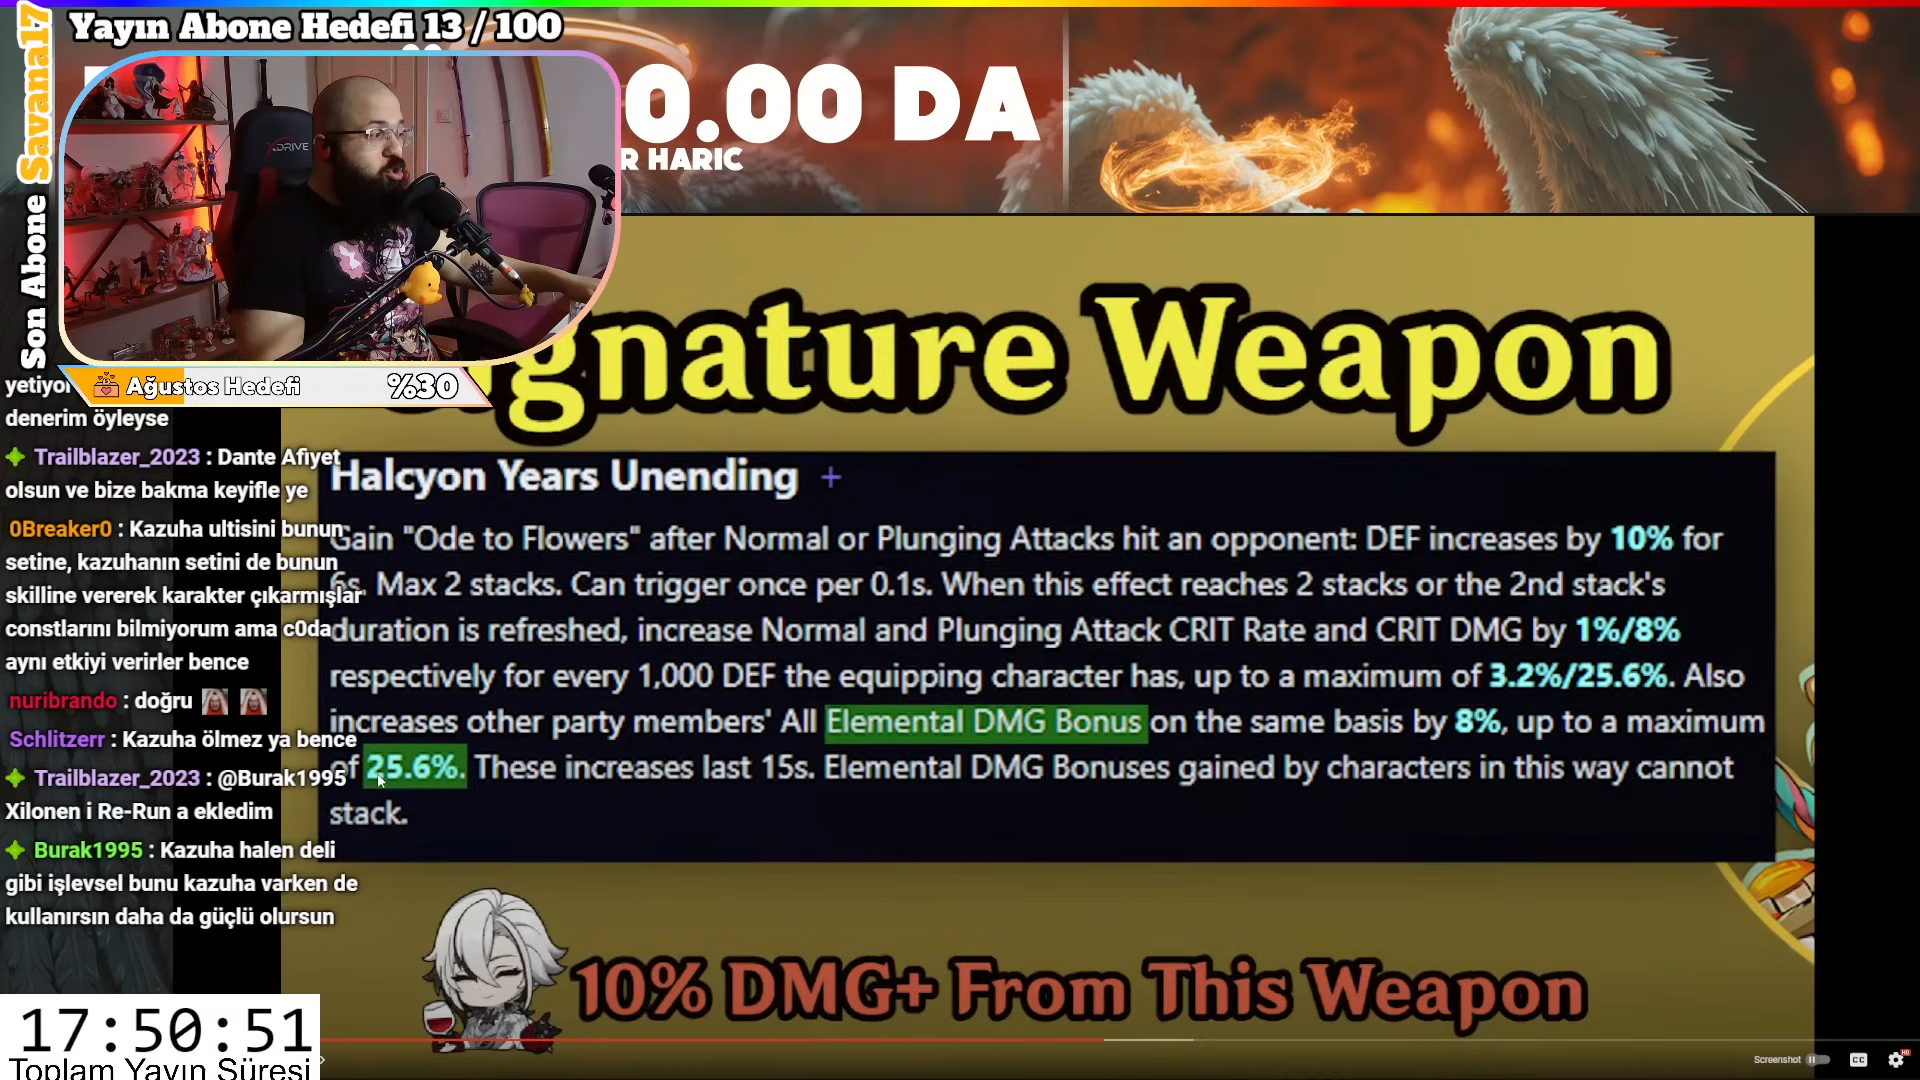 Yayın Abone Hedefi 13 / 100
Son Abone Savana17
0.00 DA
R HARIC
XDRIVE
Ağustos Hedefi %30
gnature Weapon
yetiyor
denerim öyleyse
Trailblazer_2023 : Dante Afiyet
olsun ve bize bakma keyifle ye
0Breaker0 : Kazuha ultisini bunun
setine, kazuhanın setini de bunun
skilline vererek karakter çıkarmışlar
constlarını bilmiyorum ama c0da
aynı etkiyi verirler bence
nuribrando : doğru
Schlitzerr : Kazuha ölmez ya bence
Trailblazer_2023 : @Burak1995
Xilonen i Re-Run a ekledim
Burak1995 : Kazuha halen deli
gibi işlevsel bunu kazuha varken de
kullanırsın daha da güçlü olursun
Halcyon Years Unending +
Gain "Ode to Flowers" after Normal or Plunging Attacks hit an opponent: DEF increases by 10% for
6s. Max 2 stacks. Can trigger once per 0.1s. When this effect reaches 2 stacks or the 2nd stack's
duration is refreshed, increase Normal and Plunging Attack CRIT Rate and CRIT DMG by 1%/8%
respectively for every 1,000 DEF the equipping character has, up to a maximum of 3.2%/25.6%. Also
increases other party members' All Elemental DMG Bonus on the same basis by 8%, up to a maximum
of 25.6%. These increases last 15s. Elemental DMG Bonuses gained by characters in this way cannot
stack.
10% DMG+ From This Weapon
17:50:51
Toplam Yayın Süresi
Screenshot
CC
HD